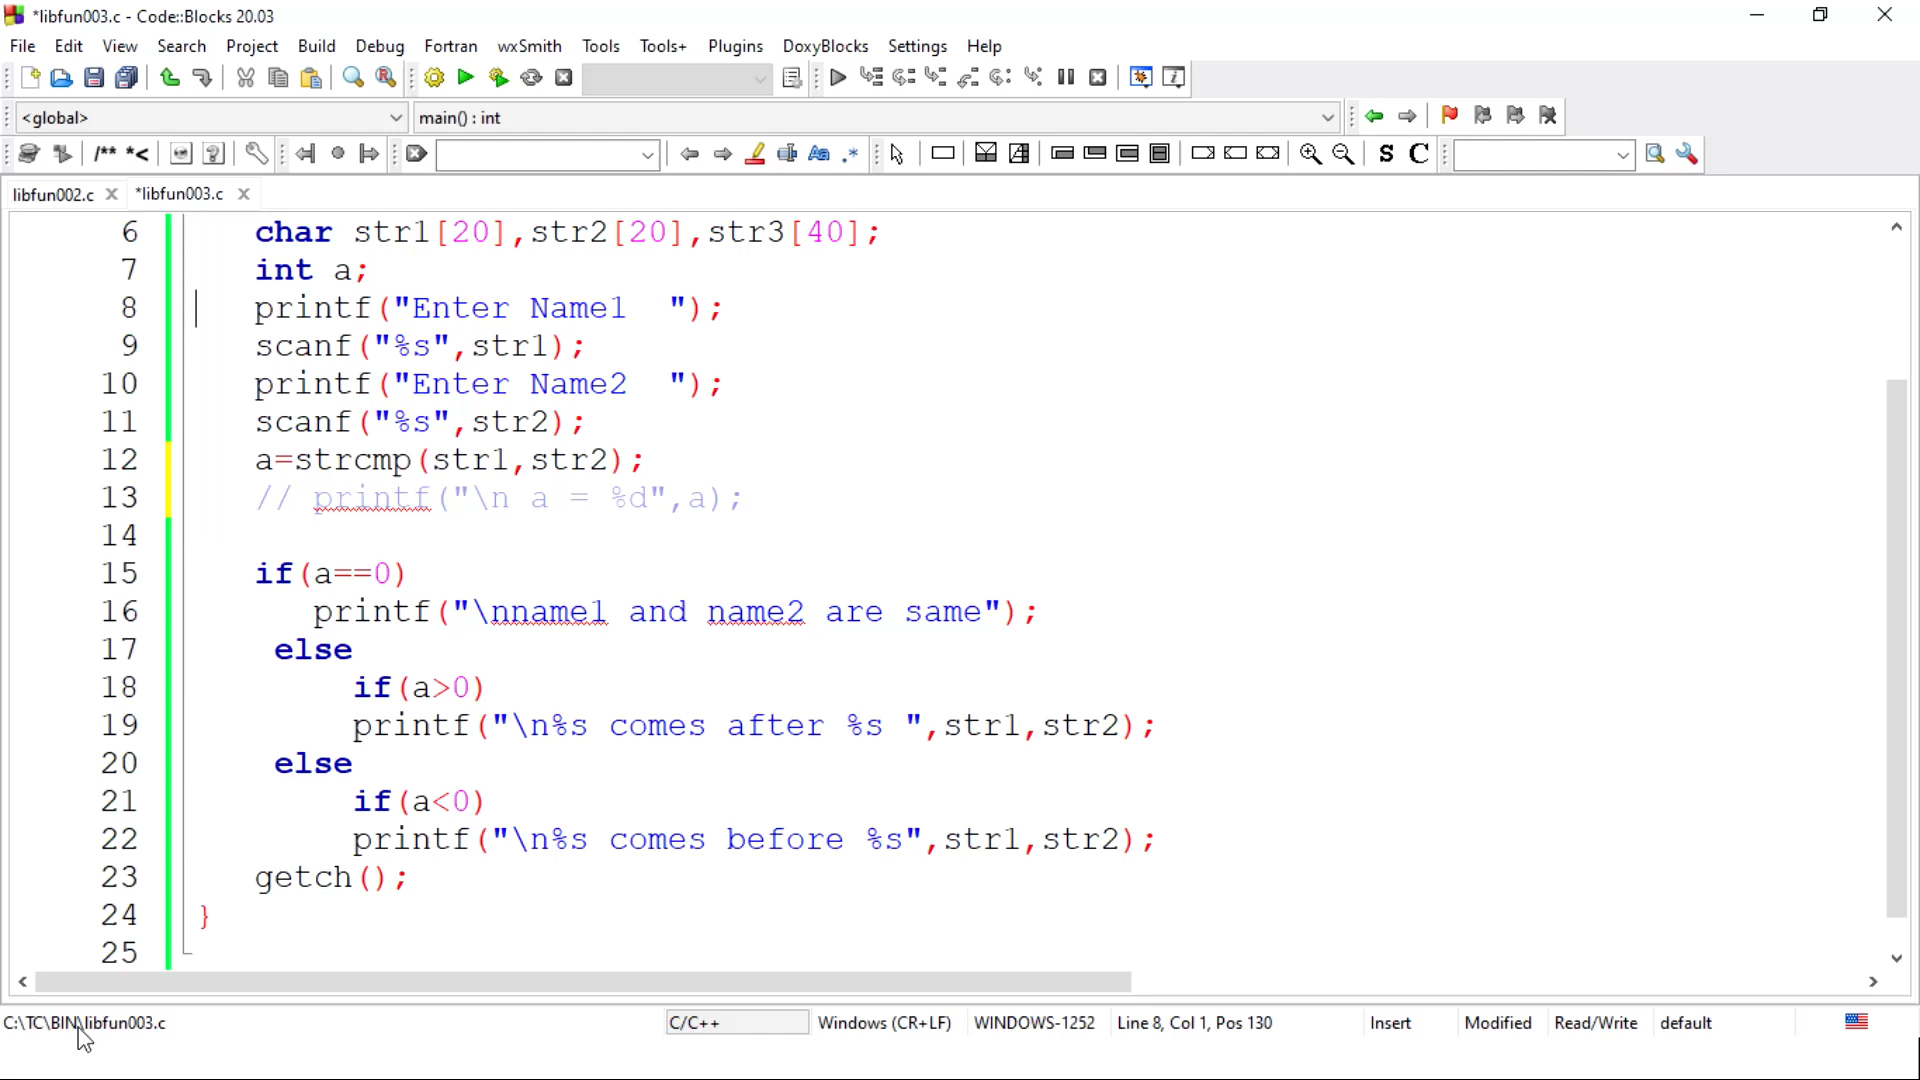 *libfun003.c - Code::Blocks 20.03
File Edit View Search Project Build Debug Fortran wxSmith Tools Tools+ Plugins DoxyBlocks Settings Help
<global> main() : int
/** *< Aa .* S C
libfun002.c *libfun003.c
6 char str1[20],str2[20],str3[40];
7 int a;
8 printf("Enter Name1  ");
9 scanf("%s",str1);
10 printf("Enter Name2  ");
11 scanf("%s",str2);
12 a=strcmp(str1,str2);
13 // printf("\n a = %d",a);
14
15 if(a==0)
16 printf("\nname1 and name2 are same");
17 else
18 if(a>0)
19 printf("\n%s comes after %s ",str1,str2);
20 else
21 if(a<0)
22 printf("\n%s comes before %s",str1,str2);
23 getch();
24 }
25
C:\TC\BIN\libfun003.c C/C++ Windows (CR+LF) WINDOWS-1252 Line 8, Col 1, Pos 130 Insert Modified Read/Write default